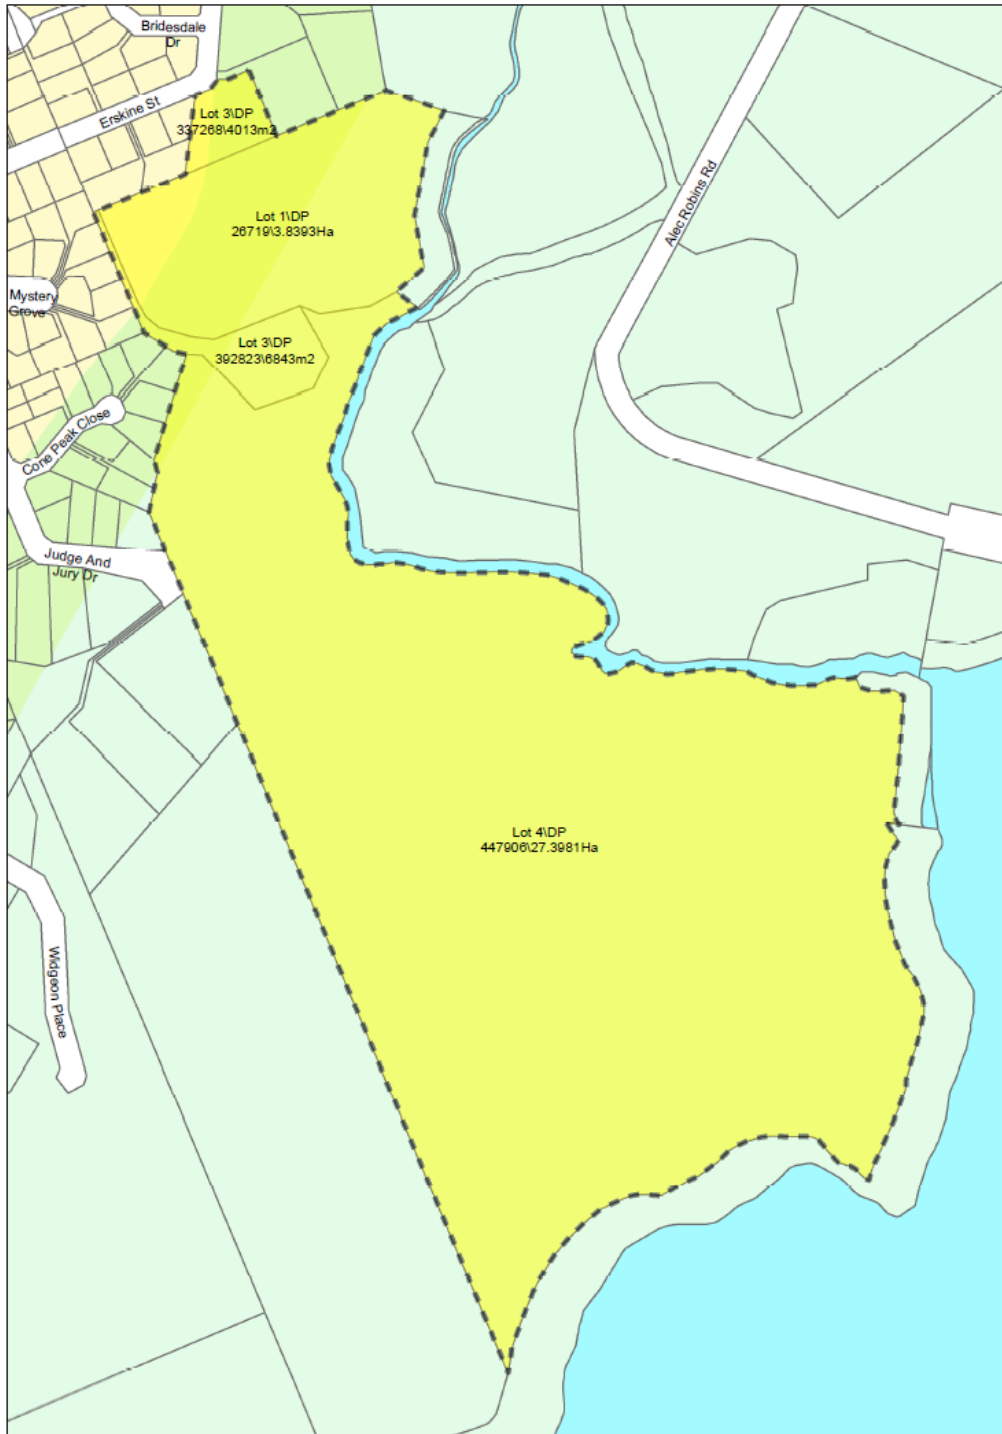 Bridesdale
Dr
Erskine St
Lot 3\DP
337268\4013m2
Lot 1\DP
26719\3.8393Ha
Alec Robins Rd
Mystery
Grove
Lot 3\DP
392823\6843m2
Cone Peak Close
Judge And
Jury Dr
Lot 4\DP
447906\27.3981Ha
Widgeon Place